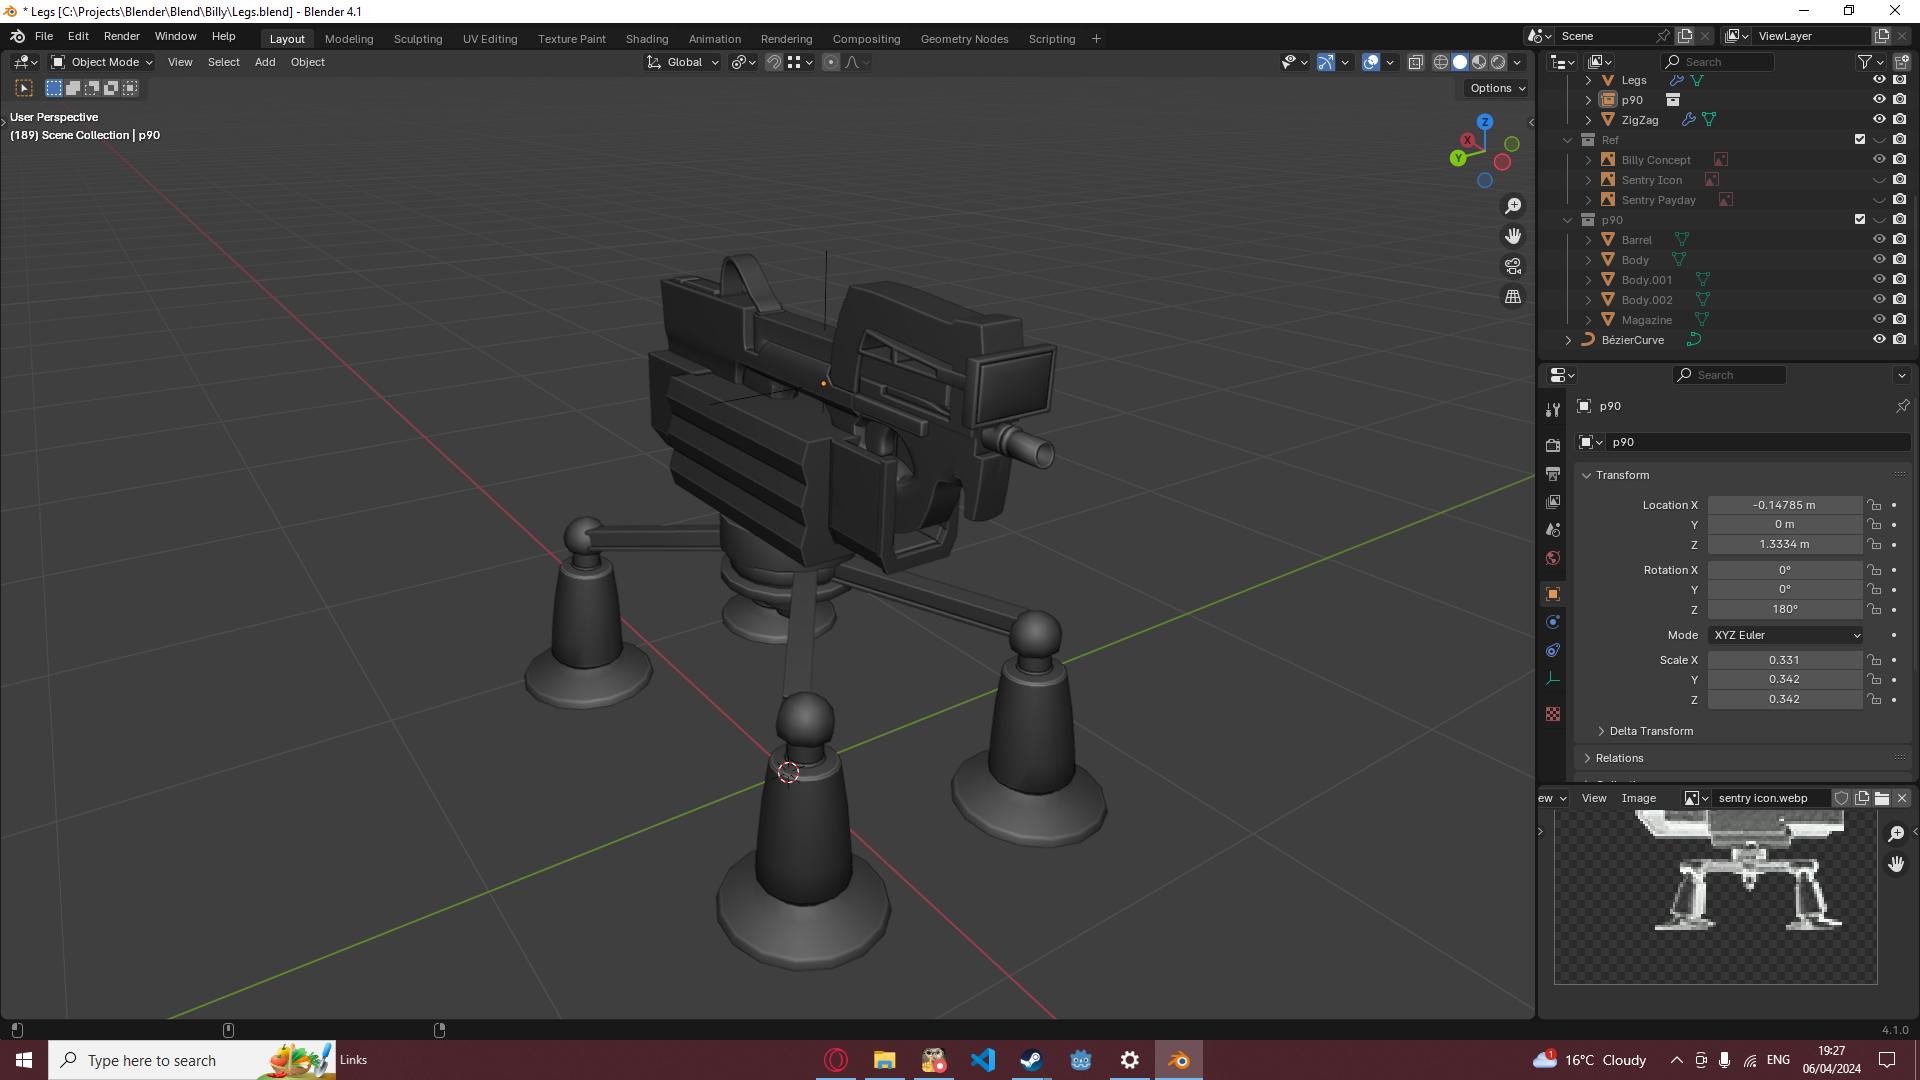 * Legs [C:\Projects\Blender\Blend\Billy\Legs.blend] - Blender 4.1
File Edit Render Window Help
Layout Modeling Sculpting UV Editing Texture Paint Shading Animation Rendering Compositing Geometry Nodes Scripting +
Scene
ViewLayer
Object Mode View Select Add Object
Global
Search
Options
User Perspective
(189) Scene Collection | p90
Z
X
Y
Legs
p90
ZigZag
Ref
Billy Concept
Sentry Icon
Sentry Payday
p90
Barrel
Body
Body.001
Body.002
Magazine
BézierCurve
Search
p90
p90
Transform
Location X -0.14785 m
Y 0 m
Z 1.3334 m
Rotation X 0°
Y 0°
Z 180°
Mode XYZ Euler
Scale X 0.331
Y 0.342
Z 0.342
Delta Transform
Relations
ew View Image sentry icon.webp
4.1.0
Type here to search
Links
1
16°C Cloudy
ENG
19:27
06/04/2024